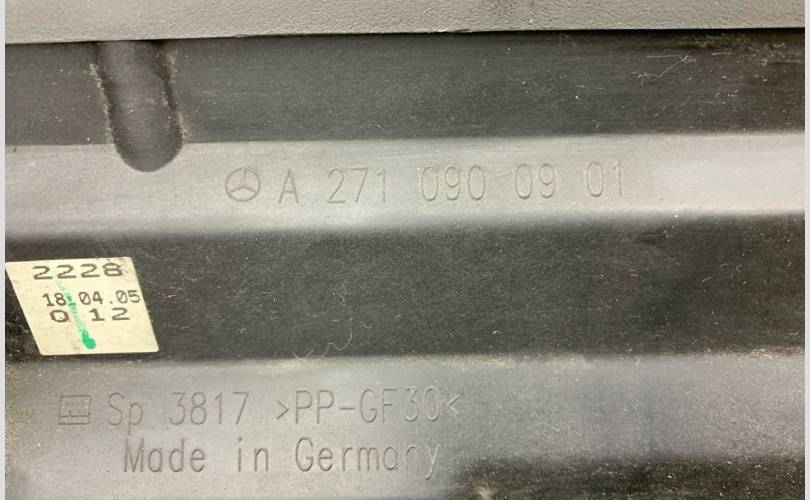 A 271 090 09 01
2228
18.04.05
0 12
Sp 3817 >PP-GF30<
Made in Germany